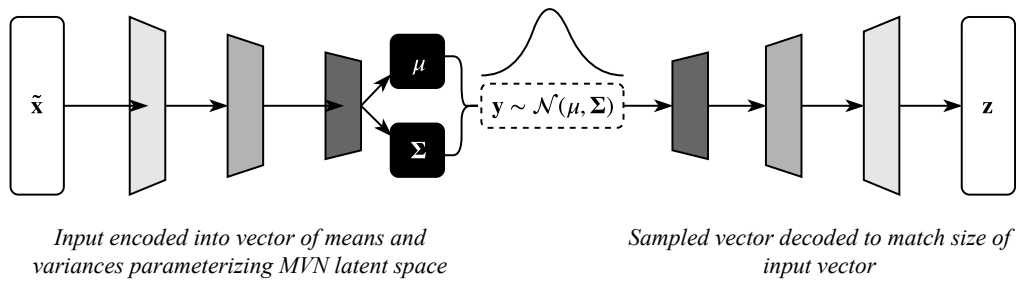 x̃
μ
Σ
y ∼ 𝒩(μ, Σ)
z
Input encoded into vector of means and
variances parameterizing MVN latent space
Sampled vector decoded to match size of
input vector